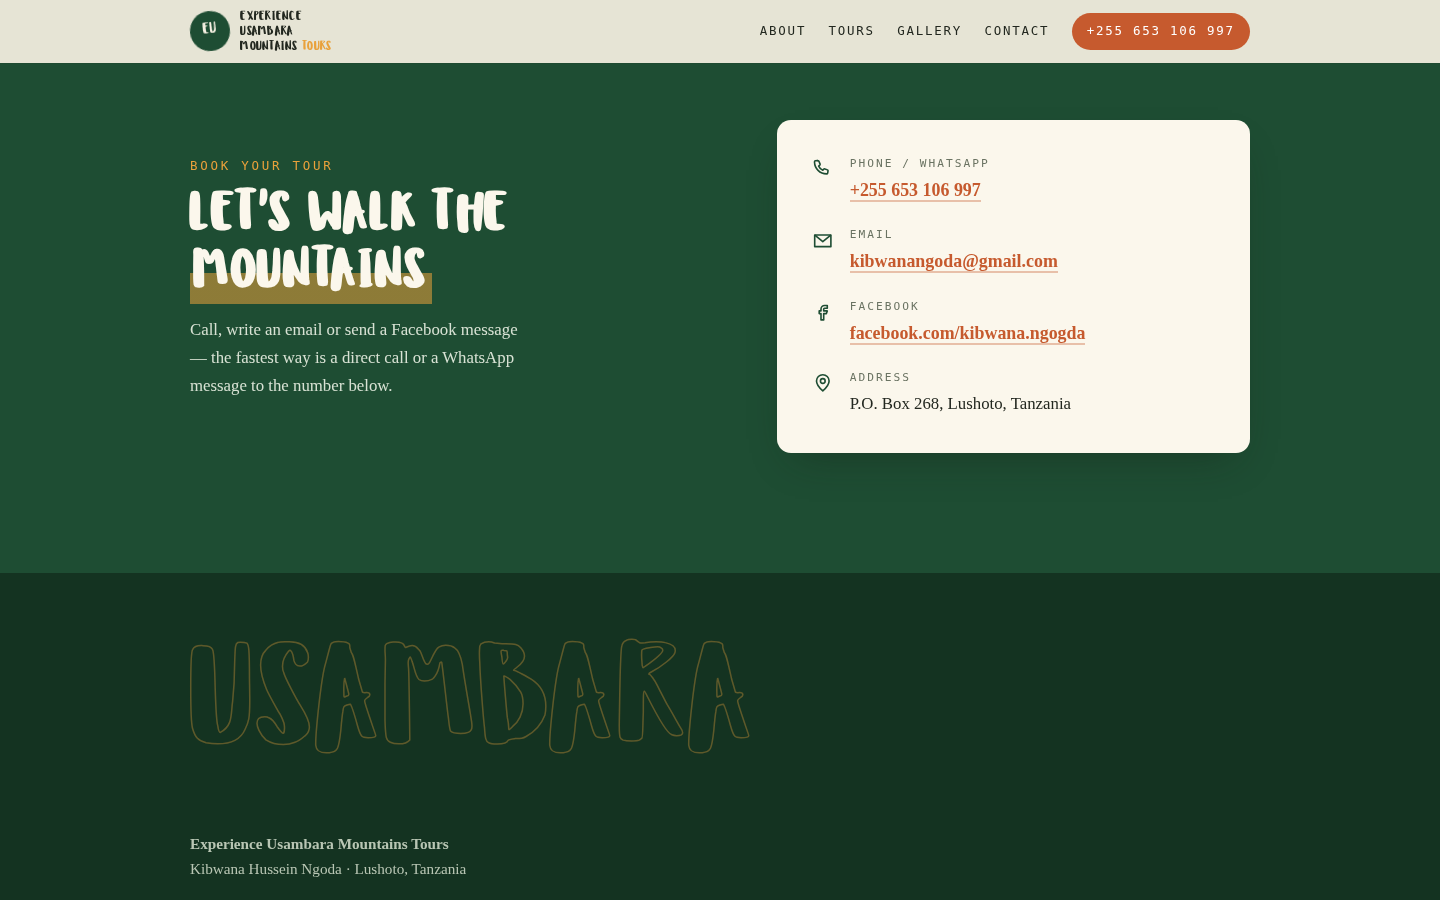 EU
EXPERIENCE
USAMBARA
MOUNTAINS TOURS
ABOUT TOURS GALLERY CONTACT +255 653 106 997
BOOK YOUR TOUR
LET'S WALK THE
MOUNTAINS
Call, write an email or send a Facebook message
— the fastest way is a direct call or a WhatsApp
message to the number below.
PHONE / WHATSAPP
+255 653 106 997
EMAIL
kibwanangoda@gmail.com
FACEBOOK
facebook.com/kibwana.ngogda
ADDRESS
P.O. Box 268, Lushoto, Tanzania
USAMBARA
Experience Usambara Mountains Tours
Kibwana Hussein Ngoda · Lushoto, Tanzania